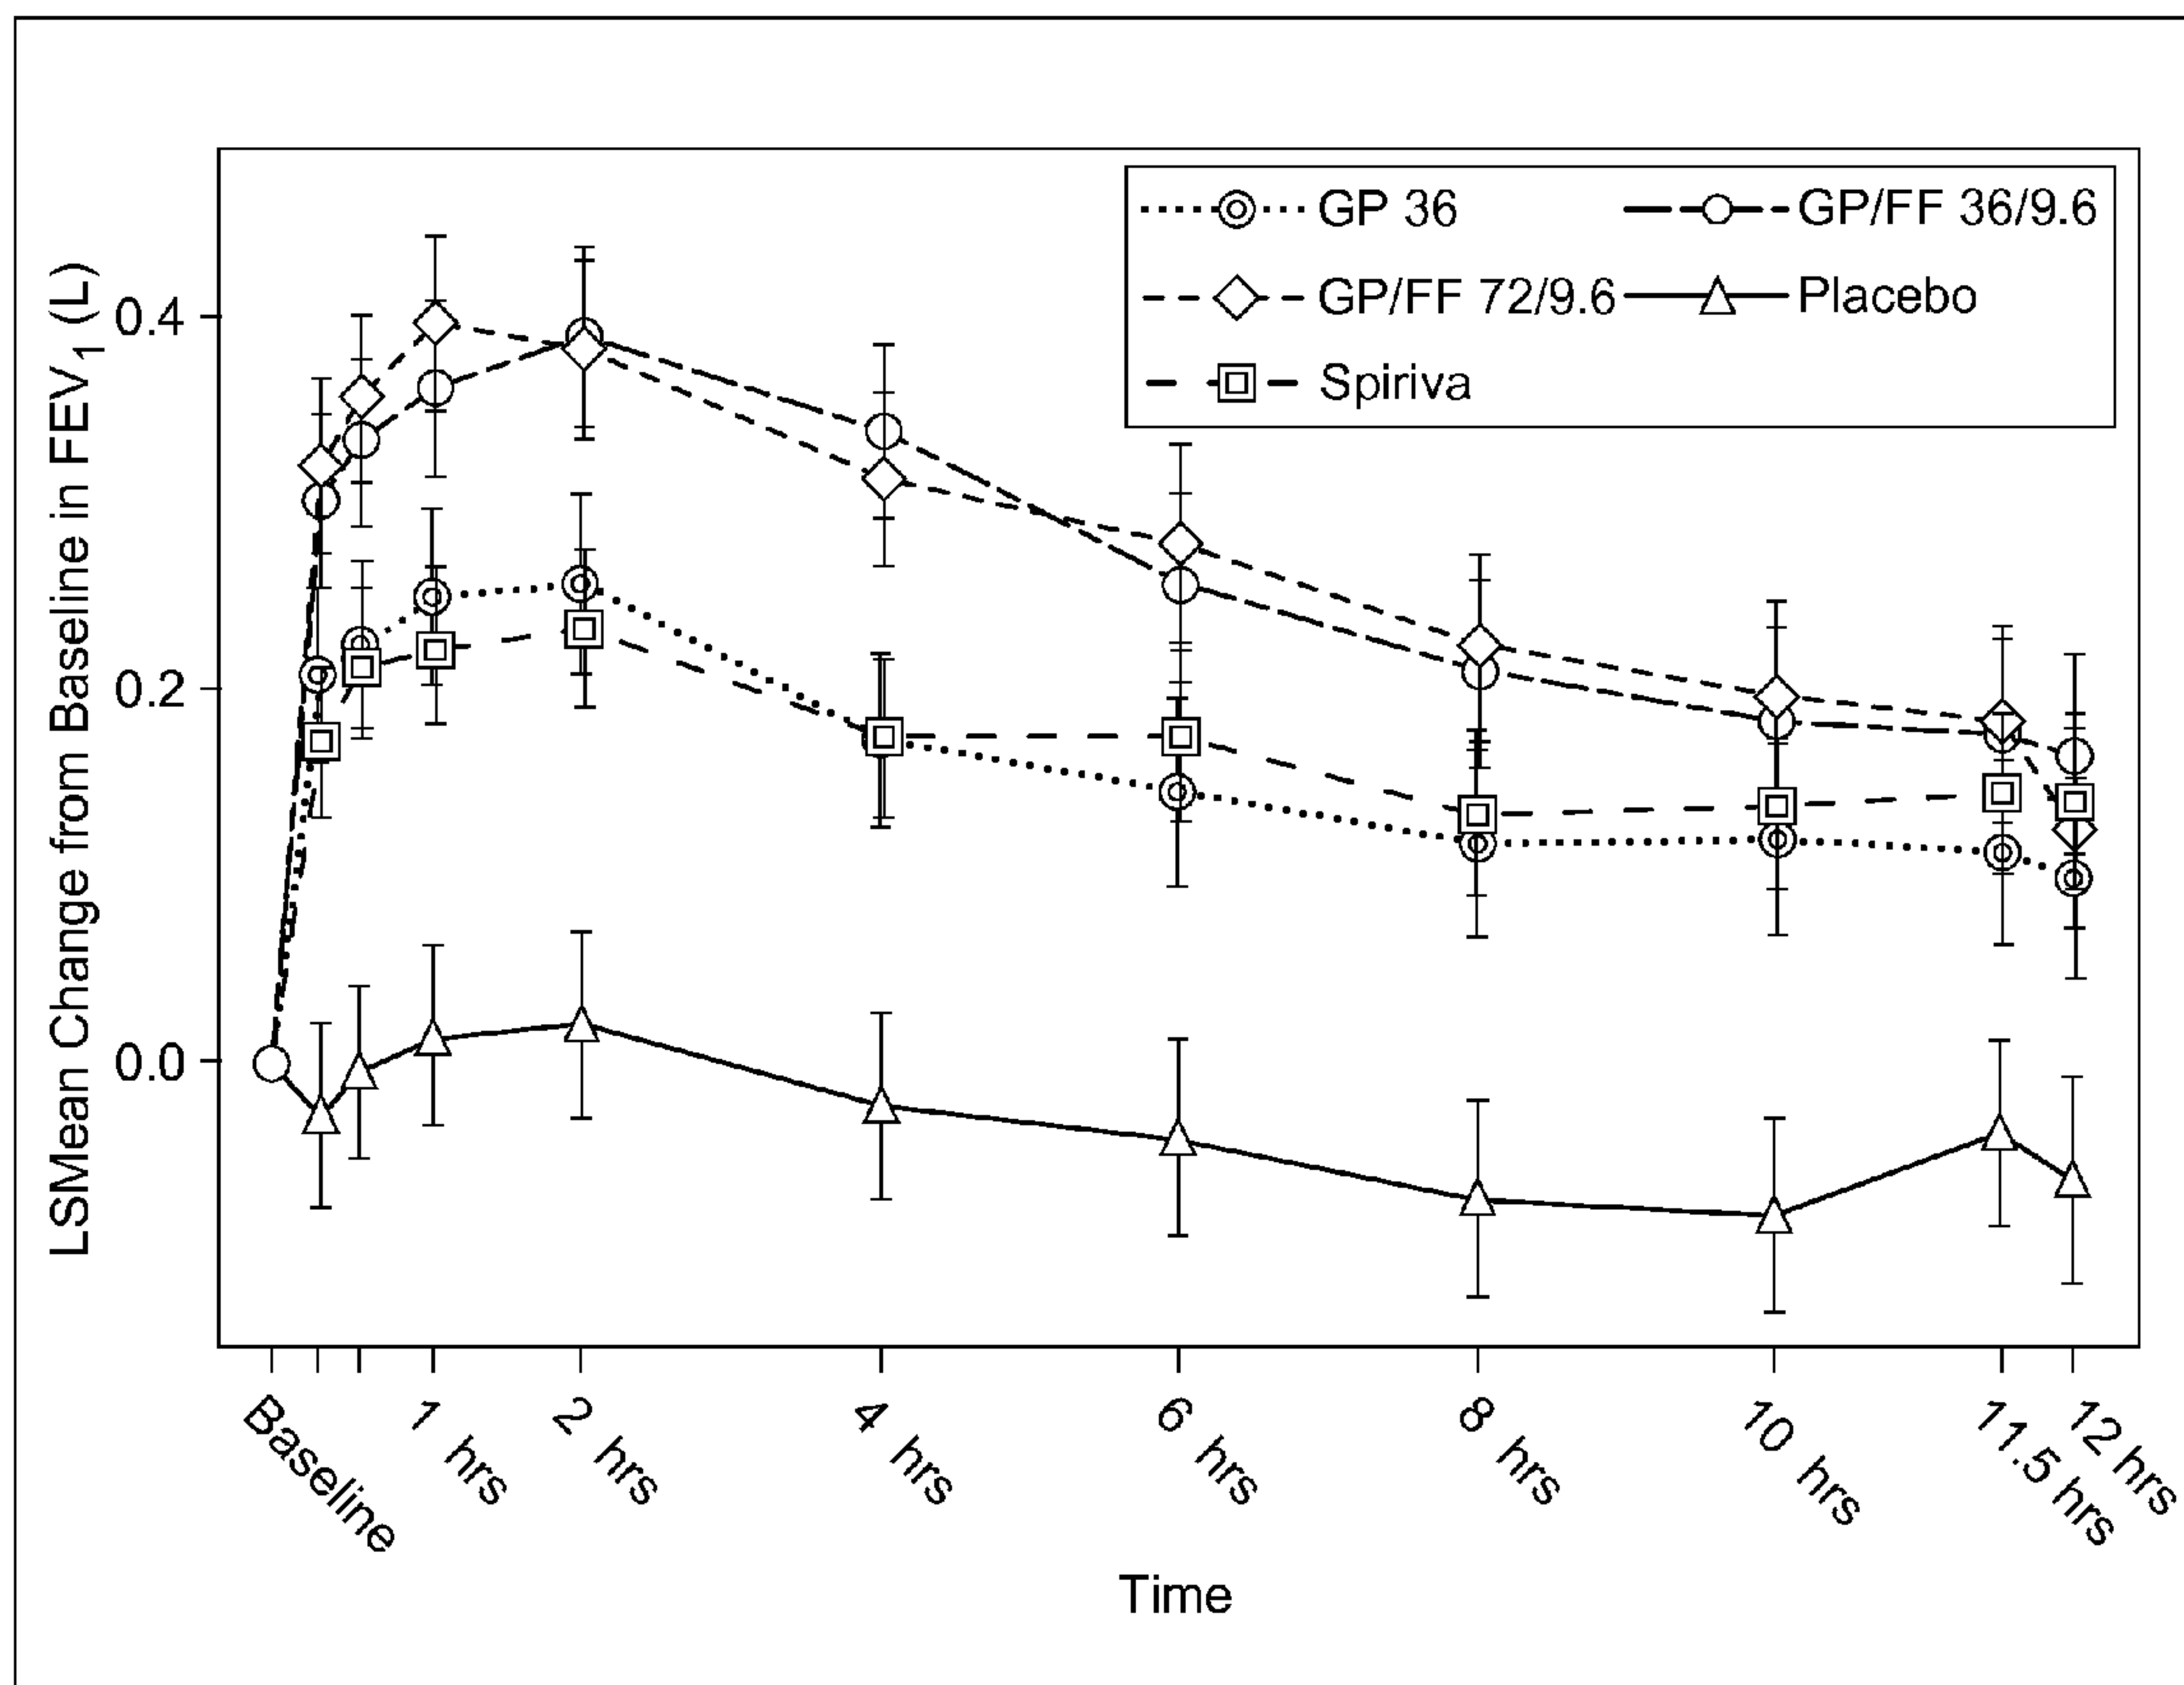 GP 36
GP/FF 36/9.6
GP/FF 72/9.6
Placebo
Spiriva
LSMean Change from Baseline in FEV1 (L)
0.4
0.2
0.0
Baseline
1 hrs
2 hrs
4 hrs
6 hrs
8 hrs
10 hrs
11.5 hrs
12 hrs
Time